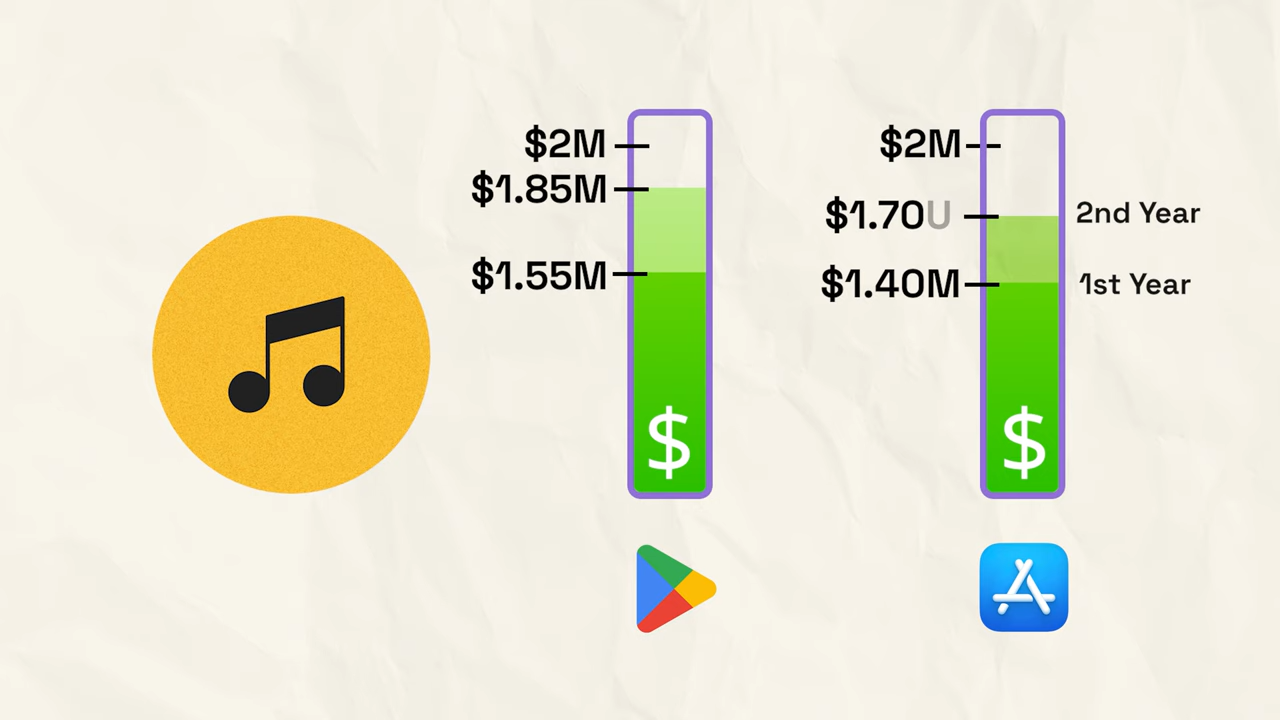 $2M
$1.85M
$1.55M
$
$2M
$1.70U
2nd Year
$1.40M
1st Year
$